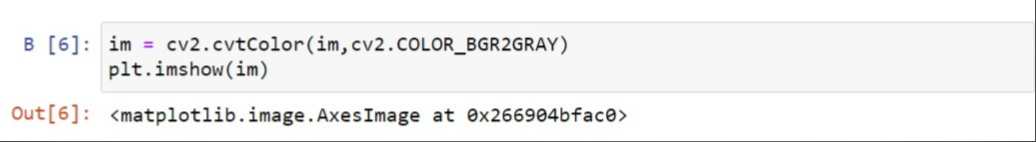 В [6]: im = cv2.cvtColor(im,cv2.COLOR_BGR2GRAY)
plt.imshow(im)
Out[6]: <matplotlib.image.AxesImage at 0x266904bfac0>